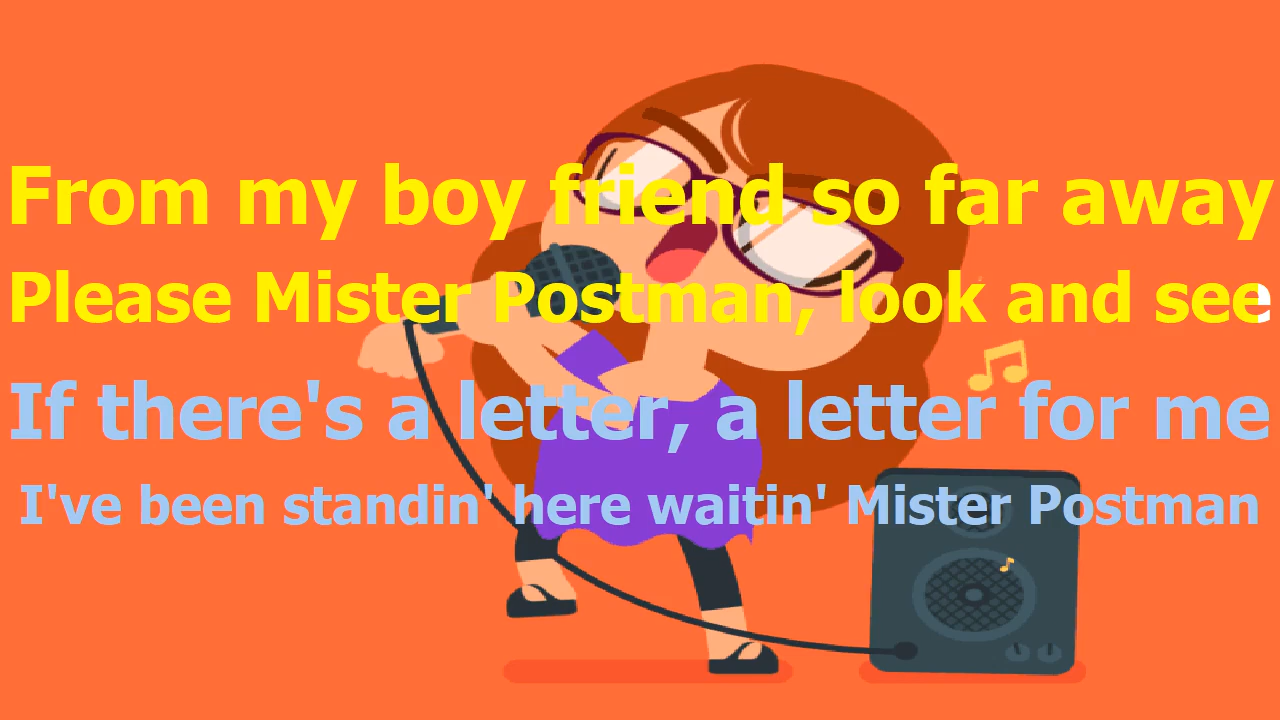 From my boy friend so far away
Please Mister Postman, look and see
If there's a letter, a letter for me
I've been standin' here waitin' Mister Postman